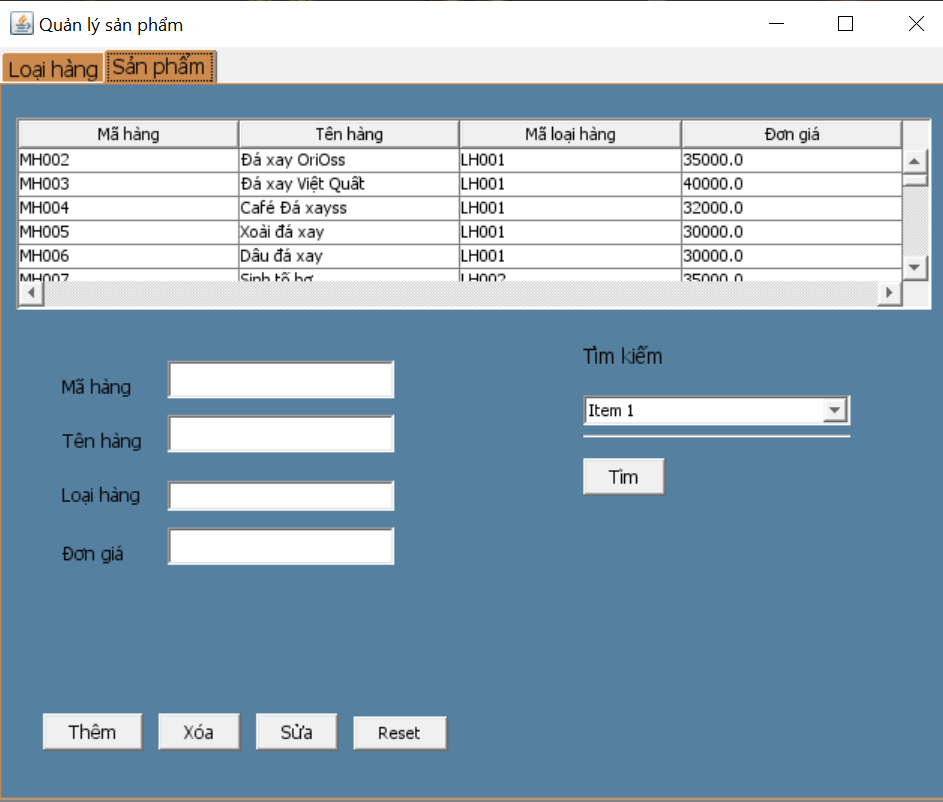 Quản lý sản phẩm
Loại hàng Sản phẩm
Mã hàng Tên hàng Mã loại hàng Đơn giá
MH002 Đá xay OriOss LH001 35000.0
MH003 Đá xay Việt Quất LH001 40000.0
MH004 Café Đá xayss LH001 32000.0
MH005 Xoài đá xay LH001 30000.0
MH006 Dâu đá xay LH001 30000.0
MH007 Sinh tố bơ LH002 35000.0
Tìm kiếm
Mã hàng
Item 1
Tên hàng
Tìm
Loại hàng
Đơn giá
Thêm Xóa Sửa Reset